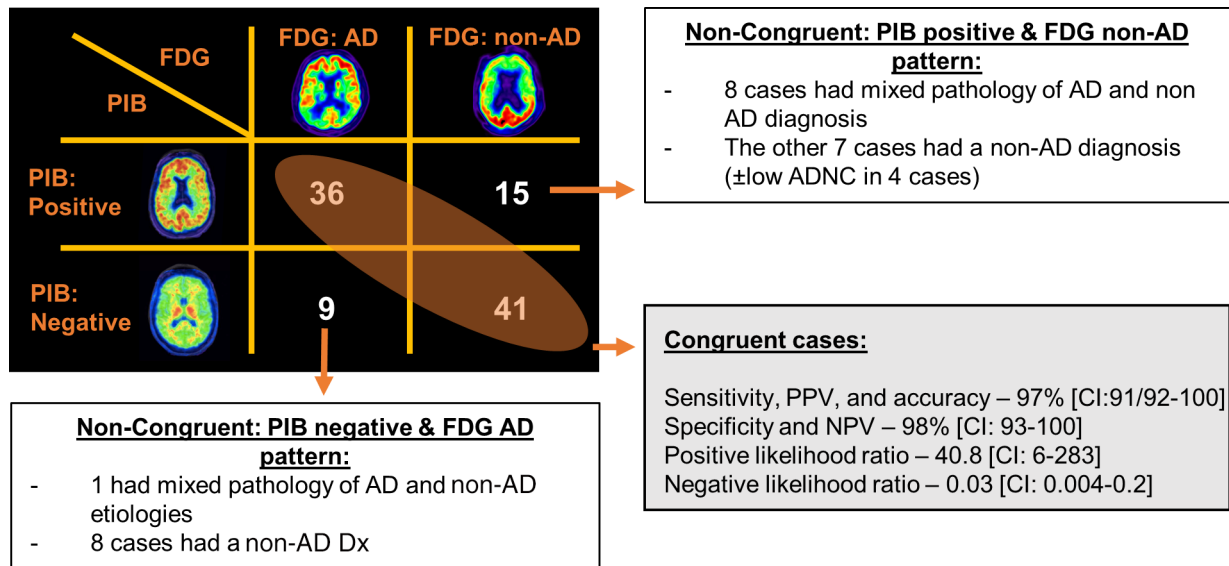 FDG
PIB
FDG: AD
FDG: non-AD
PIB:
Positive
36
15
PIB:
Negative
9
41
Non-Congruent: PIB positive & FDG non-AD
pattern:
- 8 cases had mixed pathology of AD and non
AD diagnosis
- The other 7 cases had a non-AD diagnosis
(±low ADNC in 4 cases)
Congruent cases:
Sensitivity, PPV, and accuracy – 97% [CI:91/92-100]
Specificity and NPV – 98% [CI: 93-100]
Positive likelihood ratio – 40.8 [CI: 6-283]
Negative likelihood ratio – 0.03 [CI: 0.004-0.2]
Non-Congruent: PIB negative & FDG AD
pattern:
- 1 had mixed pathology of AD and non-AD
etiologies
- 8 cases had a non-AD Dx